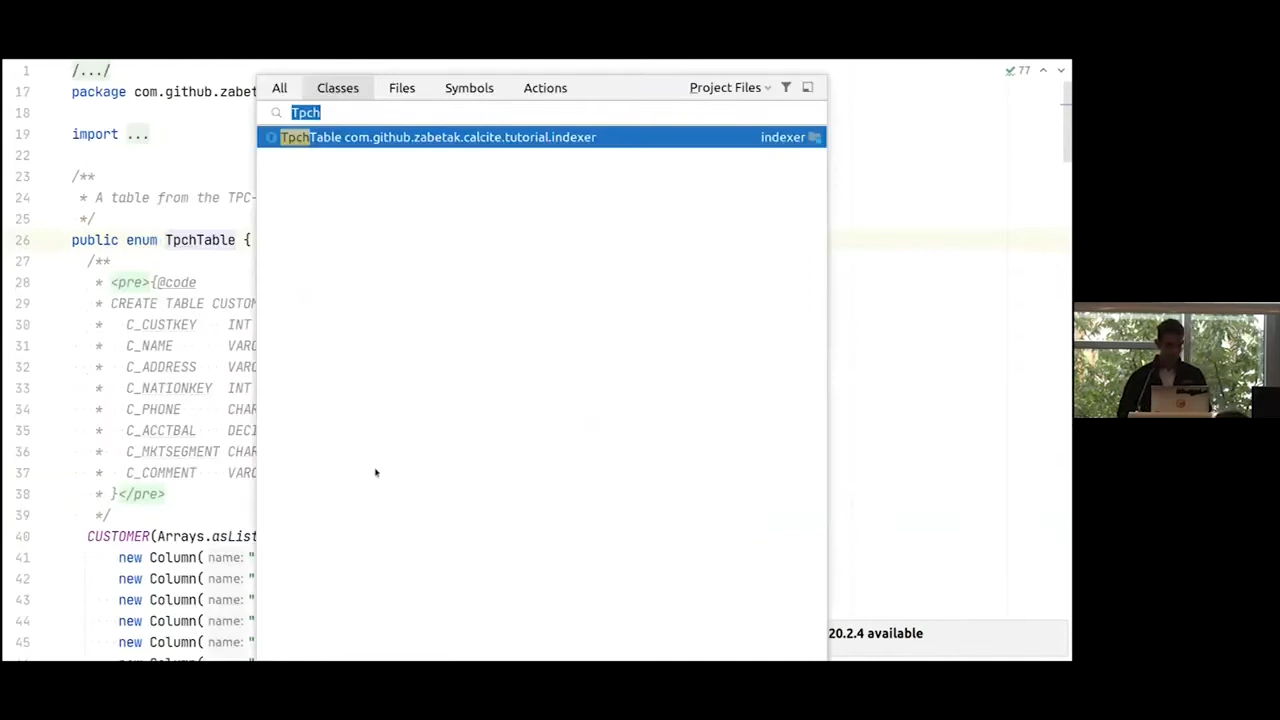 All Classes Files Symbols Actions Project Files
Tpch
TpchTable com.github.zabetak.calcite.tutorial.indexer indexer
77
1 /.../
17 package com.github.zabet
18
19 import ...
22
23 /**
24 * A table from the TPC-
25 */
26 public enum TpchTable {
27 /**
28 * <pre>{@code
29 * CREATE TABLE CUSTOM
30 * C_CUSTKEY INT
31 * C_NAME VARC
32 * C_ADDRESS VARC
33 * C_NATIONKEY INT
34 * C_PHONE CHAR
35 * C_ACCTBAL DECI
36 * C_MKTSEGMENT CHAR
37 * C_COMMENT VARC
38 * }</pre>
39 */
40 CUSTOMER(Arrays.asList
41 new Column( name: "
42 new Column( name: "
43 new Column( name: "
44 new Column( name: "
45 new Column( name: "
20.2.4 available